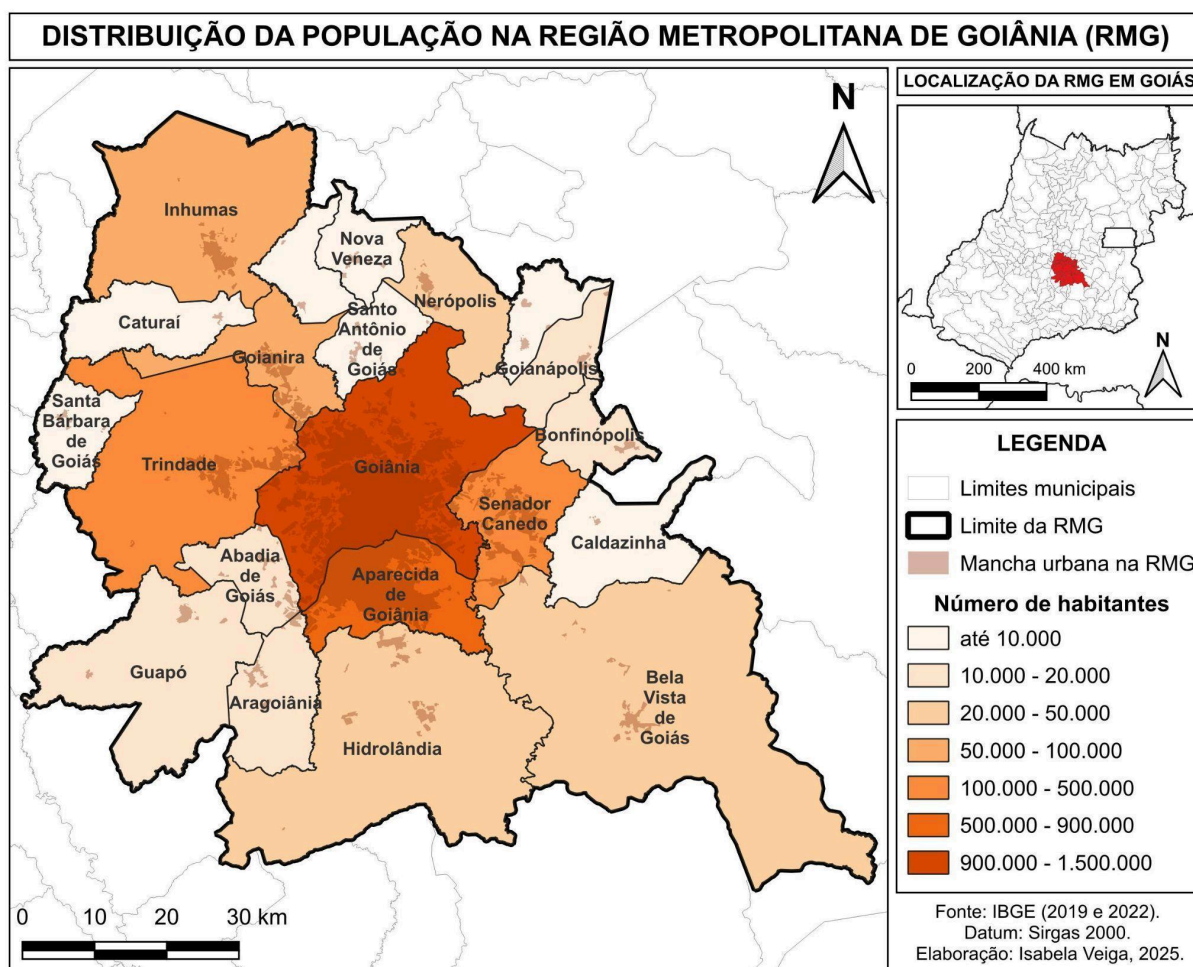 DISTRIBUIÇÃO DA POPULAÇÃO NA REGIÃO METROPOLITANA DE GOIÂNIA (RMG)
N
Inhumas
Nova
Veneza
Nerópolis
Caturaí
Santo
Antônio
de
Goiás
Goianira
Goianápolis
Santa
Bárbara
de
Goiás
Trindade
Goiânia
Bonfinópolis
Senador
Canedo
Caldazinha
Abadia
de
Goiás
Aparecida
de
Goiânia
Guapó
Aragoiânia
Hidrolândia
Bela
Vista
de
Goiás
0 10 20 30 km
LOCALIZAÇÃO DA RMG EM GOIÁS
N
0 200 400 km
LEGENDA
Limites municipais
Limite da RMG
Mancha urbana na RMG
Número de habitantes
até 10.000
10.000 - 20.000
20.000 - 50.000
50.000 - 100.000
100.000 - 500.000
500.000 - 900.000
900.000 - 1.500.000
Fonte: IBGE (2019 e 2022).
Datum: Sirgas 2000.
Elaboração: Isabela Veiga, 2025.